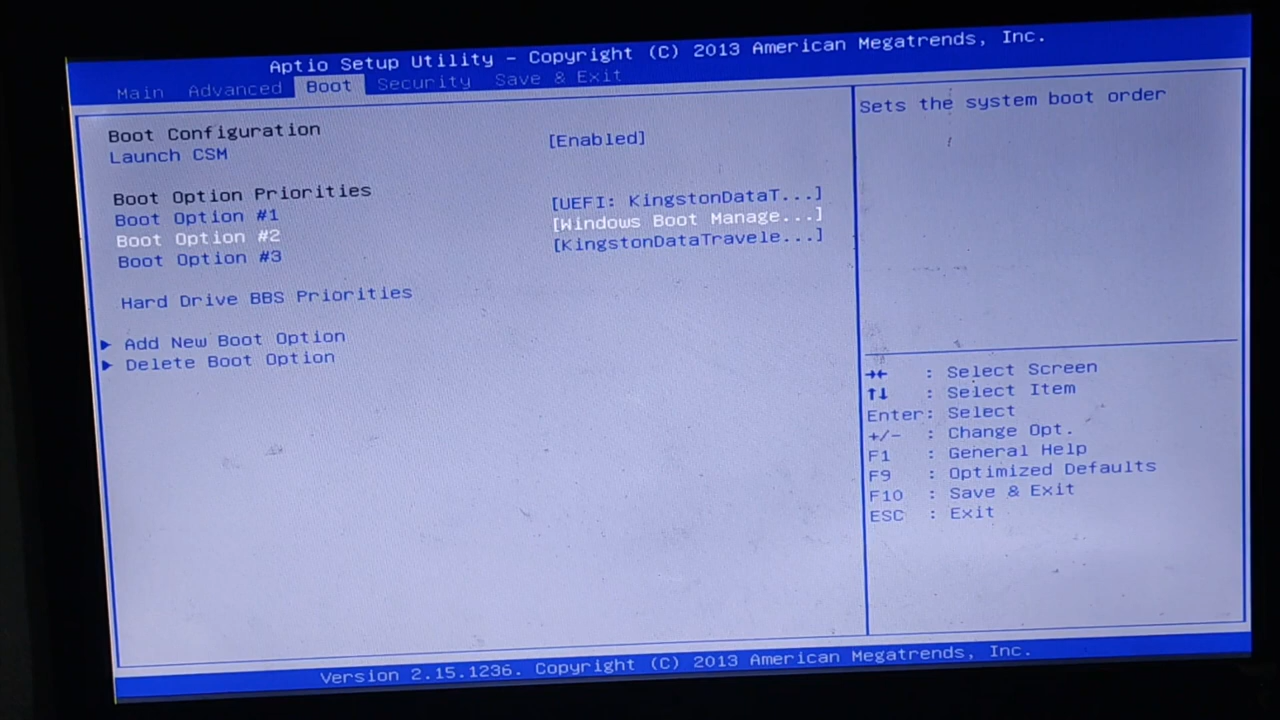 Aptio Setup Utility – Copyright (C) 2013 American Megatrends, Inc.
Main Advanced Boot Security Save & Exit
Boot Configuration
Launch CSM [Enabled]
Boot Option Priorities
Boot Option #1 [UEFI: KingstonDataT...]
Boot Option #2 [Windows Boot Manage...]
Boot Option #3 [KingstonDataTravele...]
Hard Drive BBS Priorities
► Add New Boot Option
► Delete Boot Option
Sets the system boot order
→← : Select Screen
↑↓ : Select Item
Enter: Select
+/- : Change Opt.
F1 : General Help
F9 : Optimized Defaults
F10 : Save & Exit
ESC : Exit
Version 2.15.1236. Copyright (C) 2013 American Megatrends, Inc.